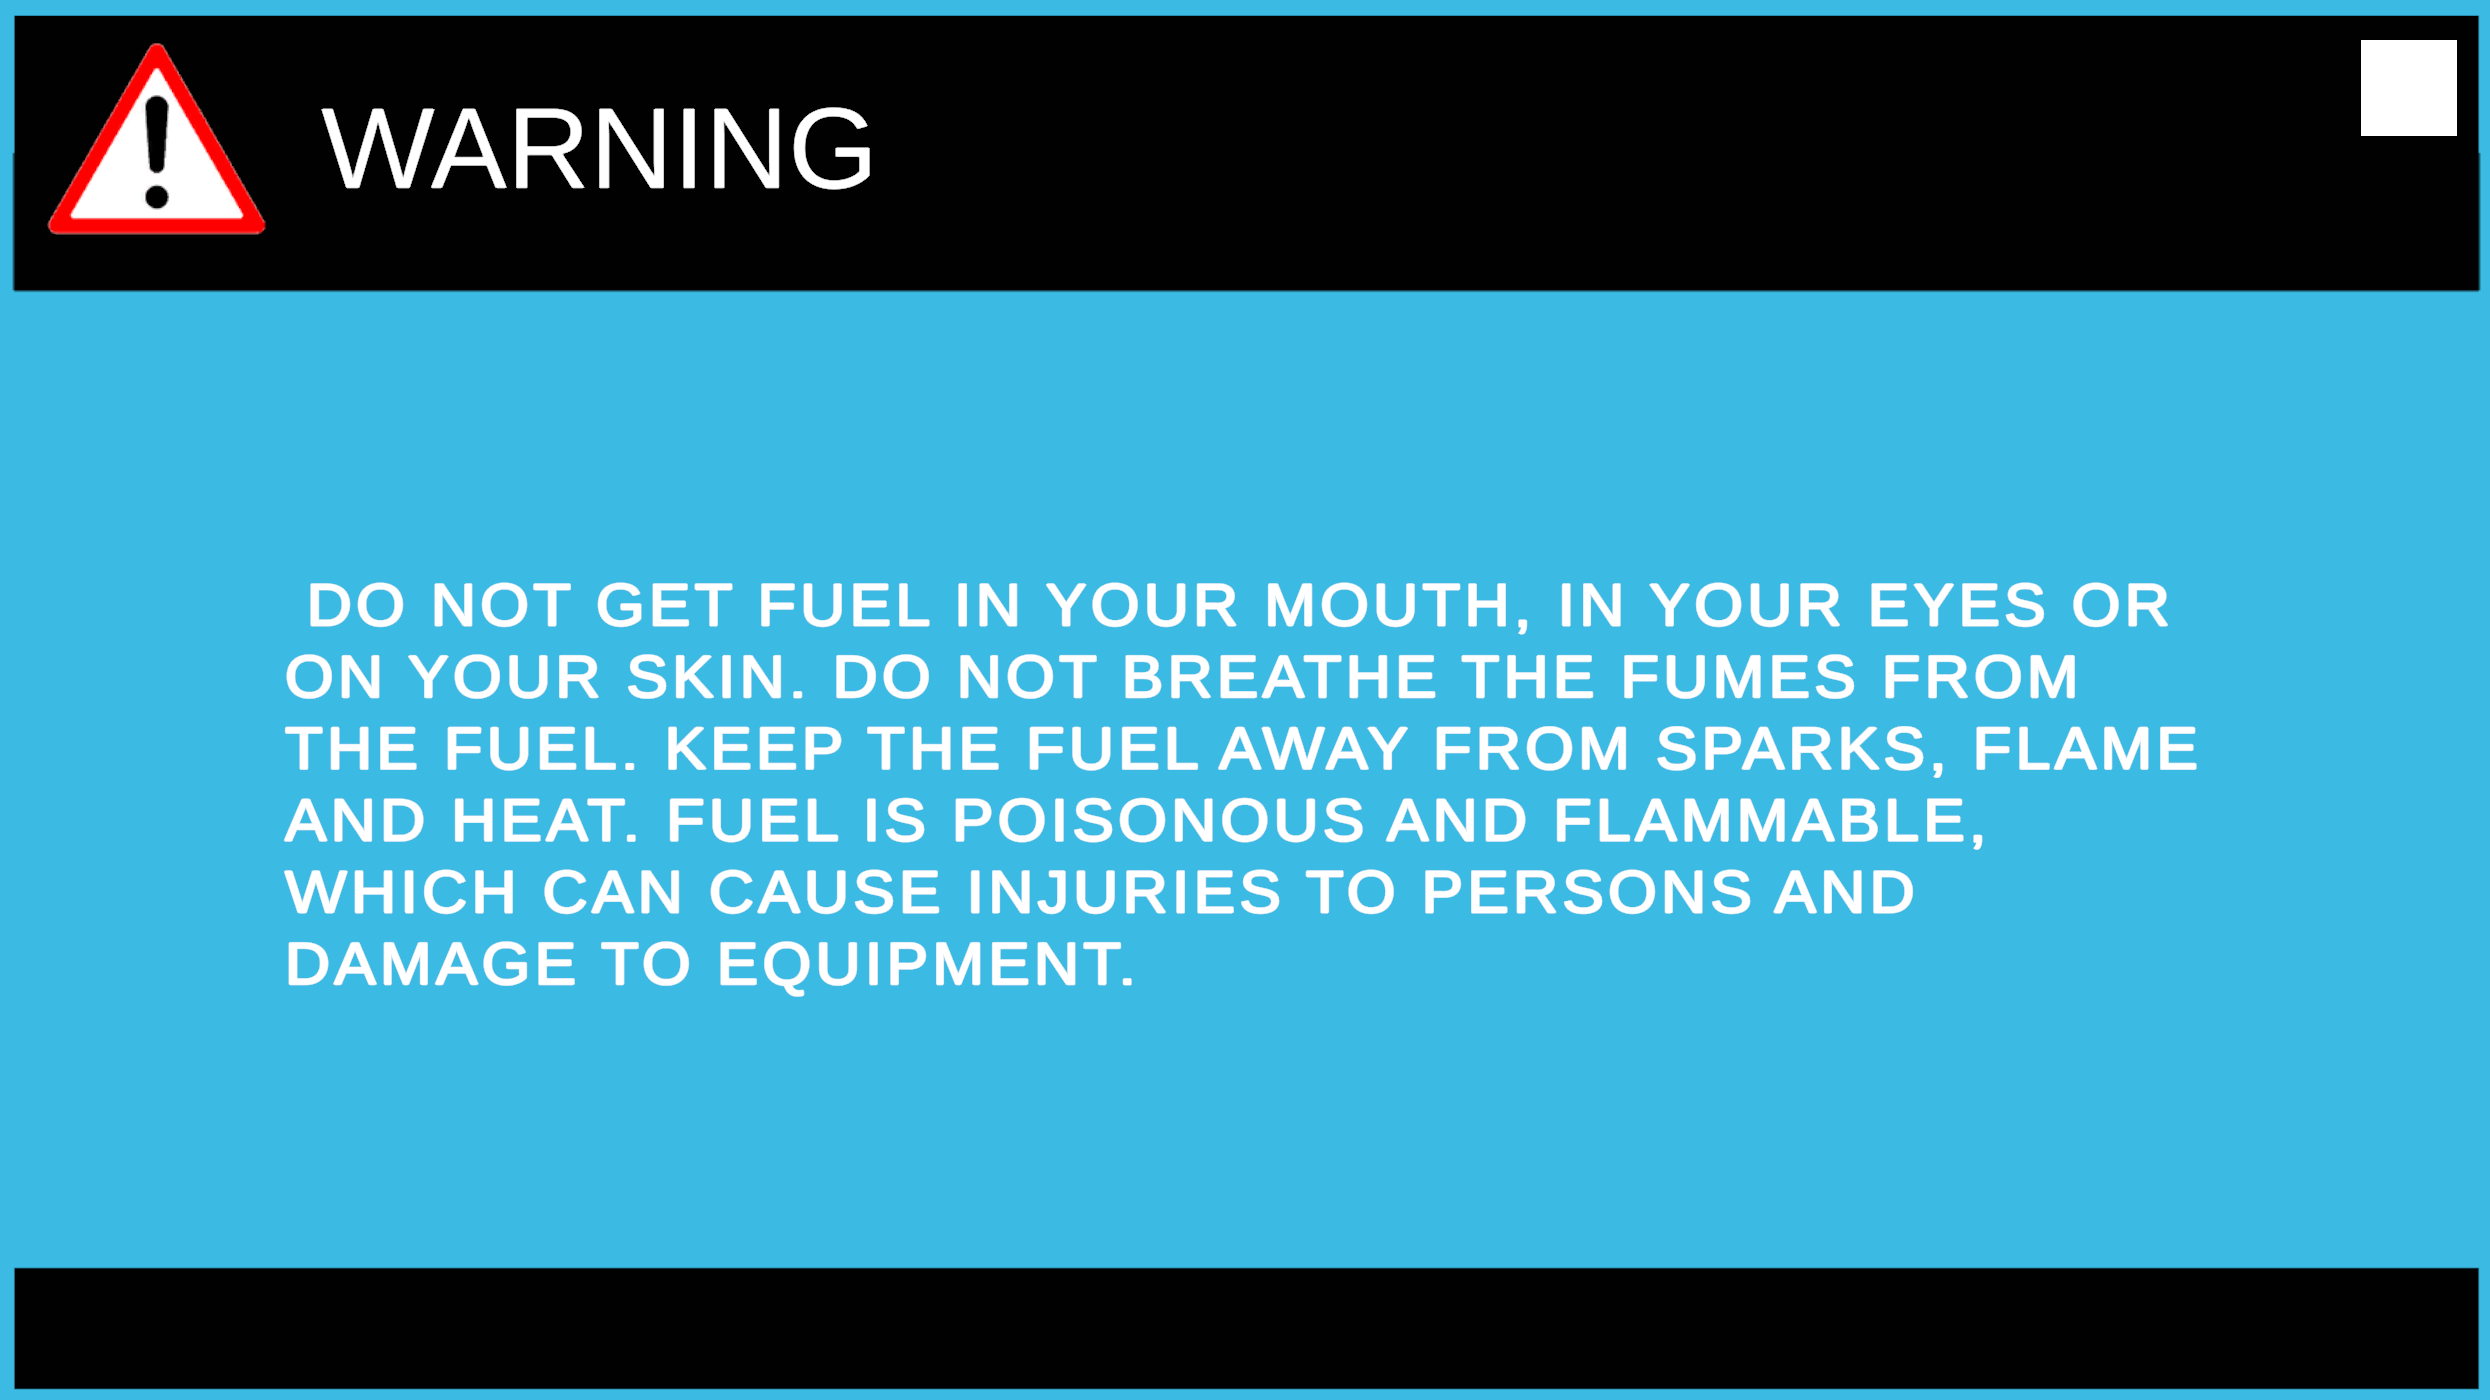 WARNING
DO NOT GET FUEL IN YOUR MOUTH, IN YOUR EYES OR
ON YOUR SKIN. DO NOT BREATHE THE FUMES FROM
THE FUEL. KEEP THE FUEL AWAY FROM SPARKS, FLAME
AND HEAT. FUEL IS POISONOUS AND FLAMMABLE,
WHICH CAN CAUSE INJURIES TO PERSONS AND
DAMAGE TO EQUIPMENT.